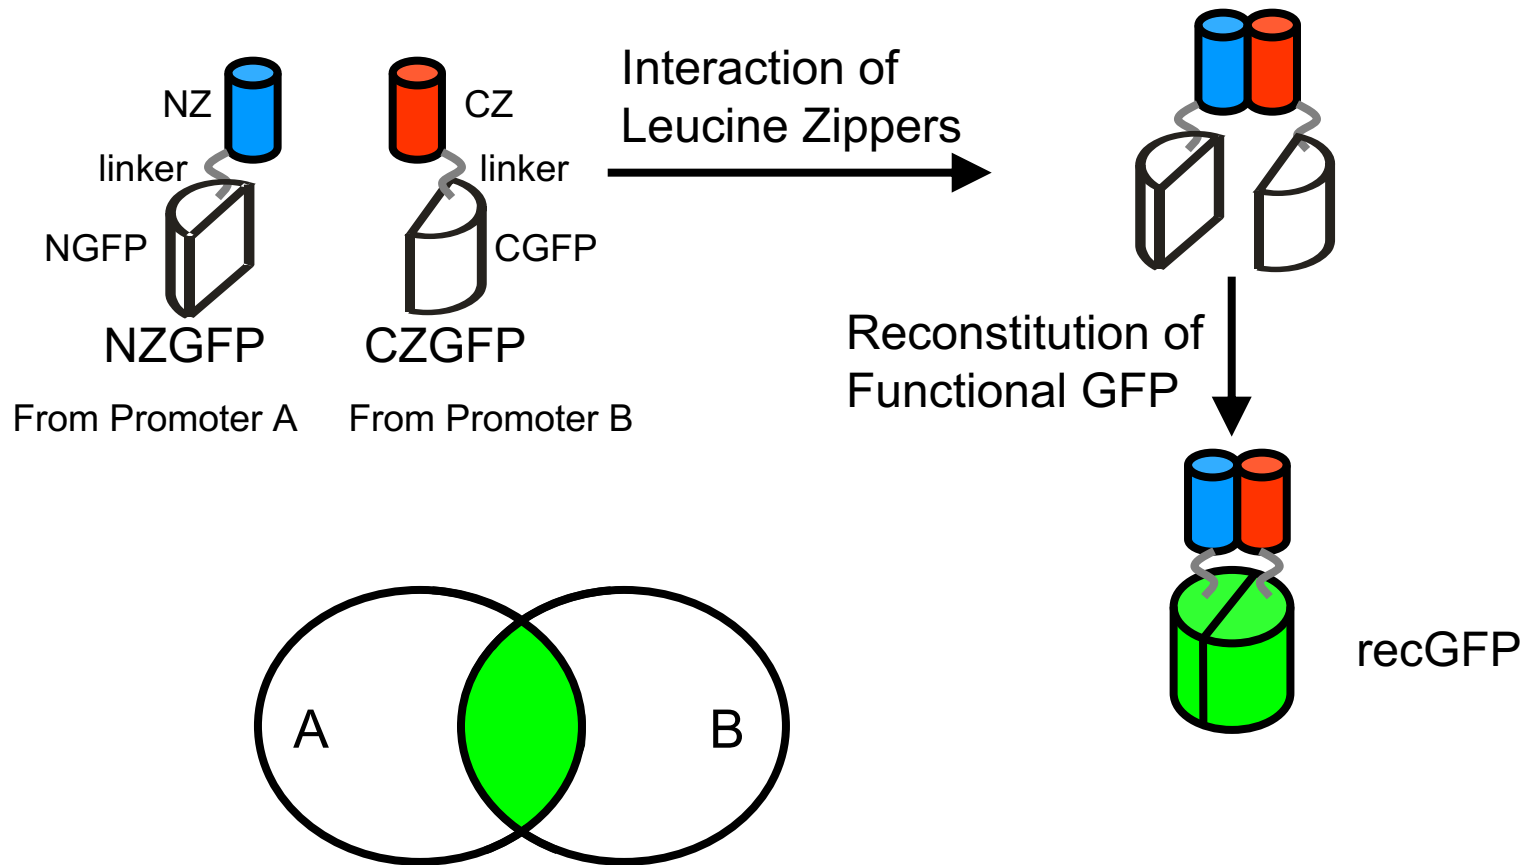 NZ
CZ
linker
linker
NGFP
CGFP
NZGFP
CZGFP
From Promoter A
From Promoter B
Interaction of
Leucine Zippers
Reconstitution of
Functional GFP
recGFP
A
B